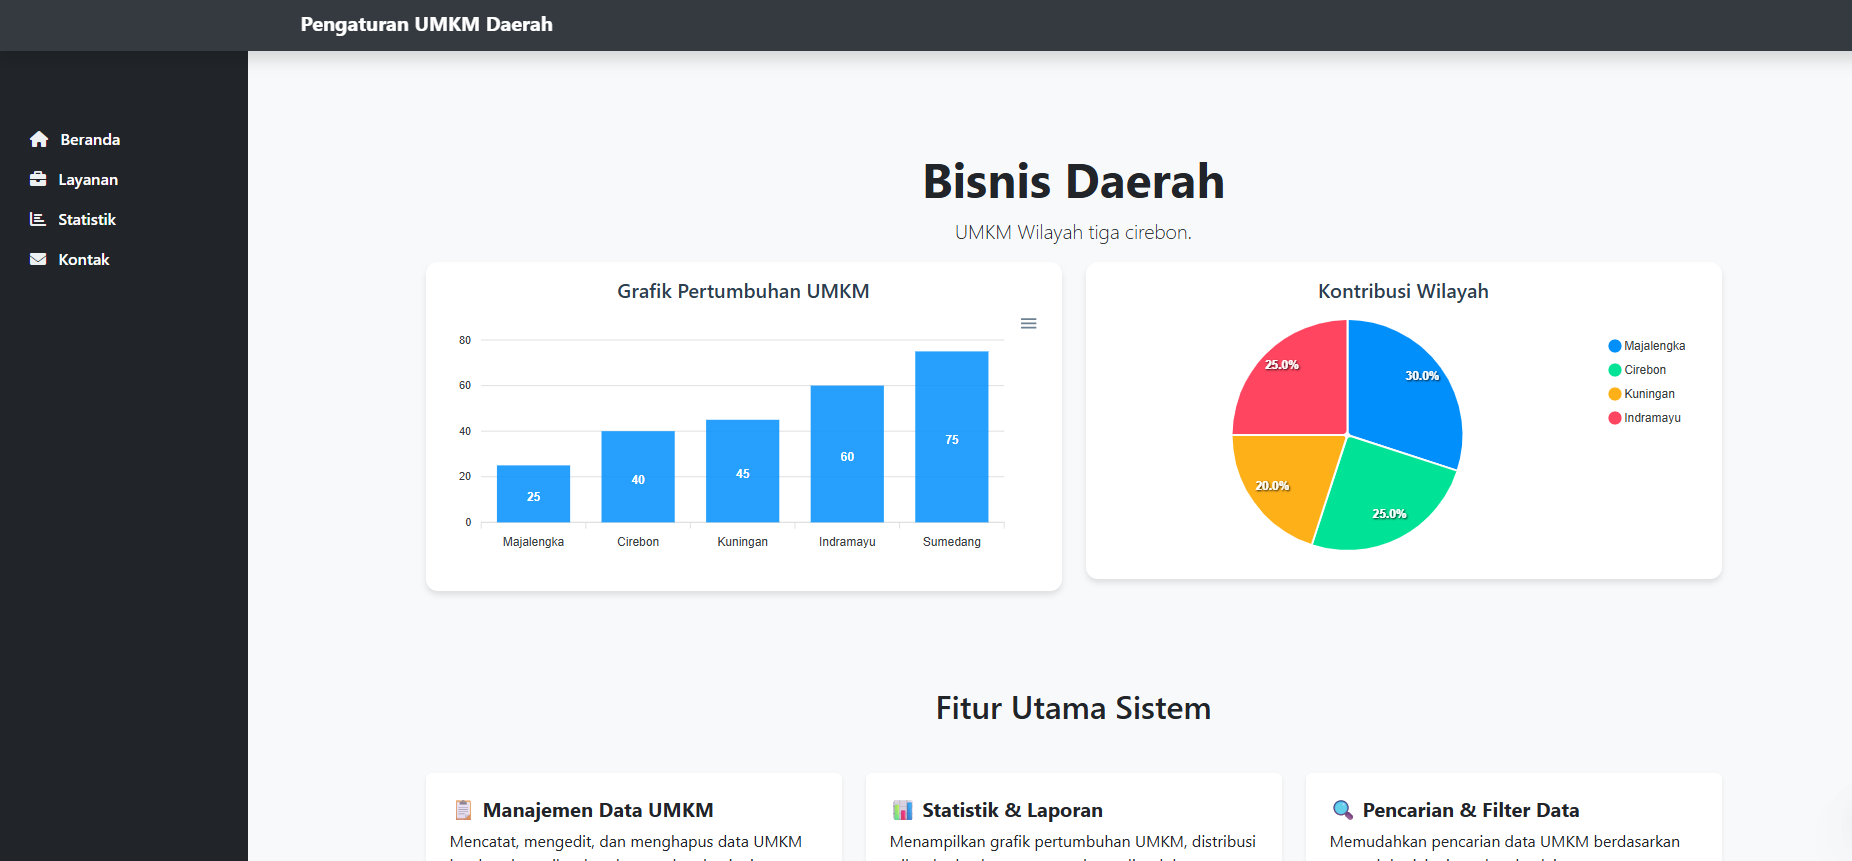 Pengaturan UMKM Daerah
Beranda
Layanan
Statistik
Kontak
Bisnis Daerah
UMKM Wilayah tiga cirebon.
Grafik Pertumbuhan UMKM
80
60
40
20
0
25
40
45
60
75
Majalengka
Cirebon
Kuningan
Indramayu
Sumedang
Kontribusi Wilayah
30.0%
25.0%
20.0%
25.0%
Majalengka
Cirebon
Kuningan
Indramayu
Fitur Utama Sistem
Manajemen Data UMKM
Mencatat, mengedit, dan menghapus data UMKM
Statistik & Laporan
Menampilkan grafik pertumbuhan UMKM, distribusi
Pencarian & Filter Data
Memudahkan pencarian data UMKM berdasarkan